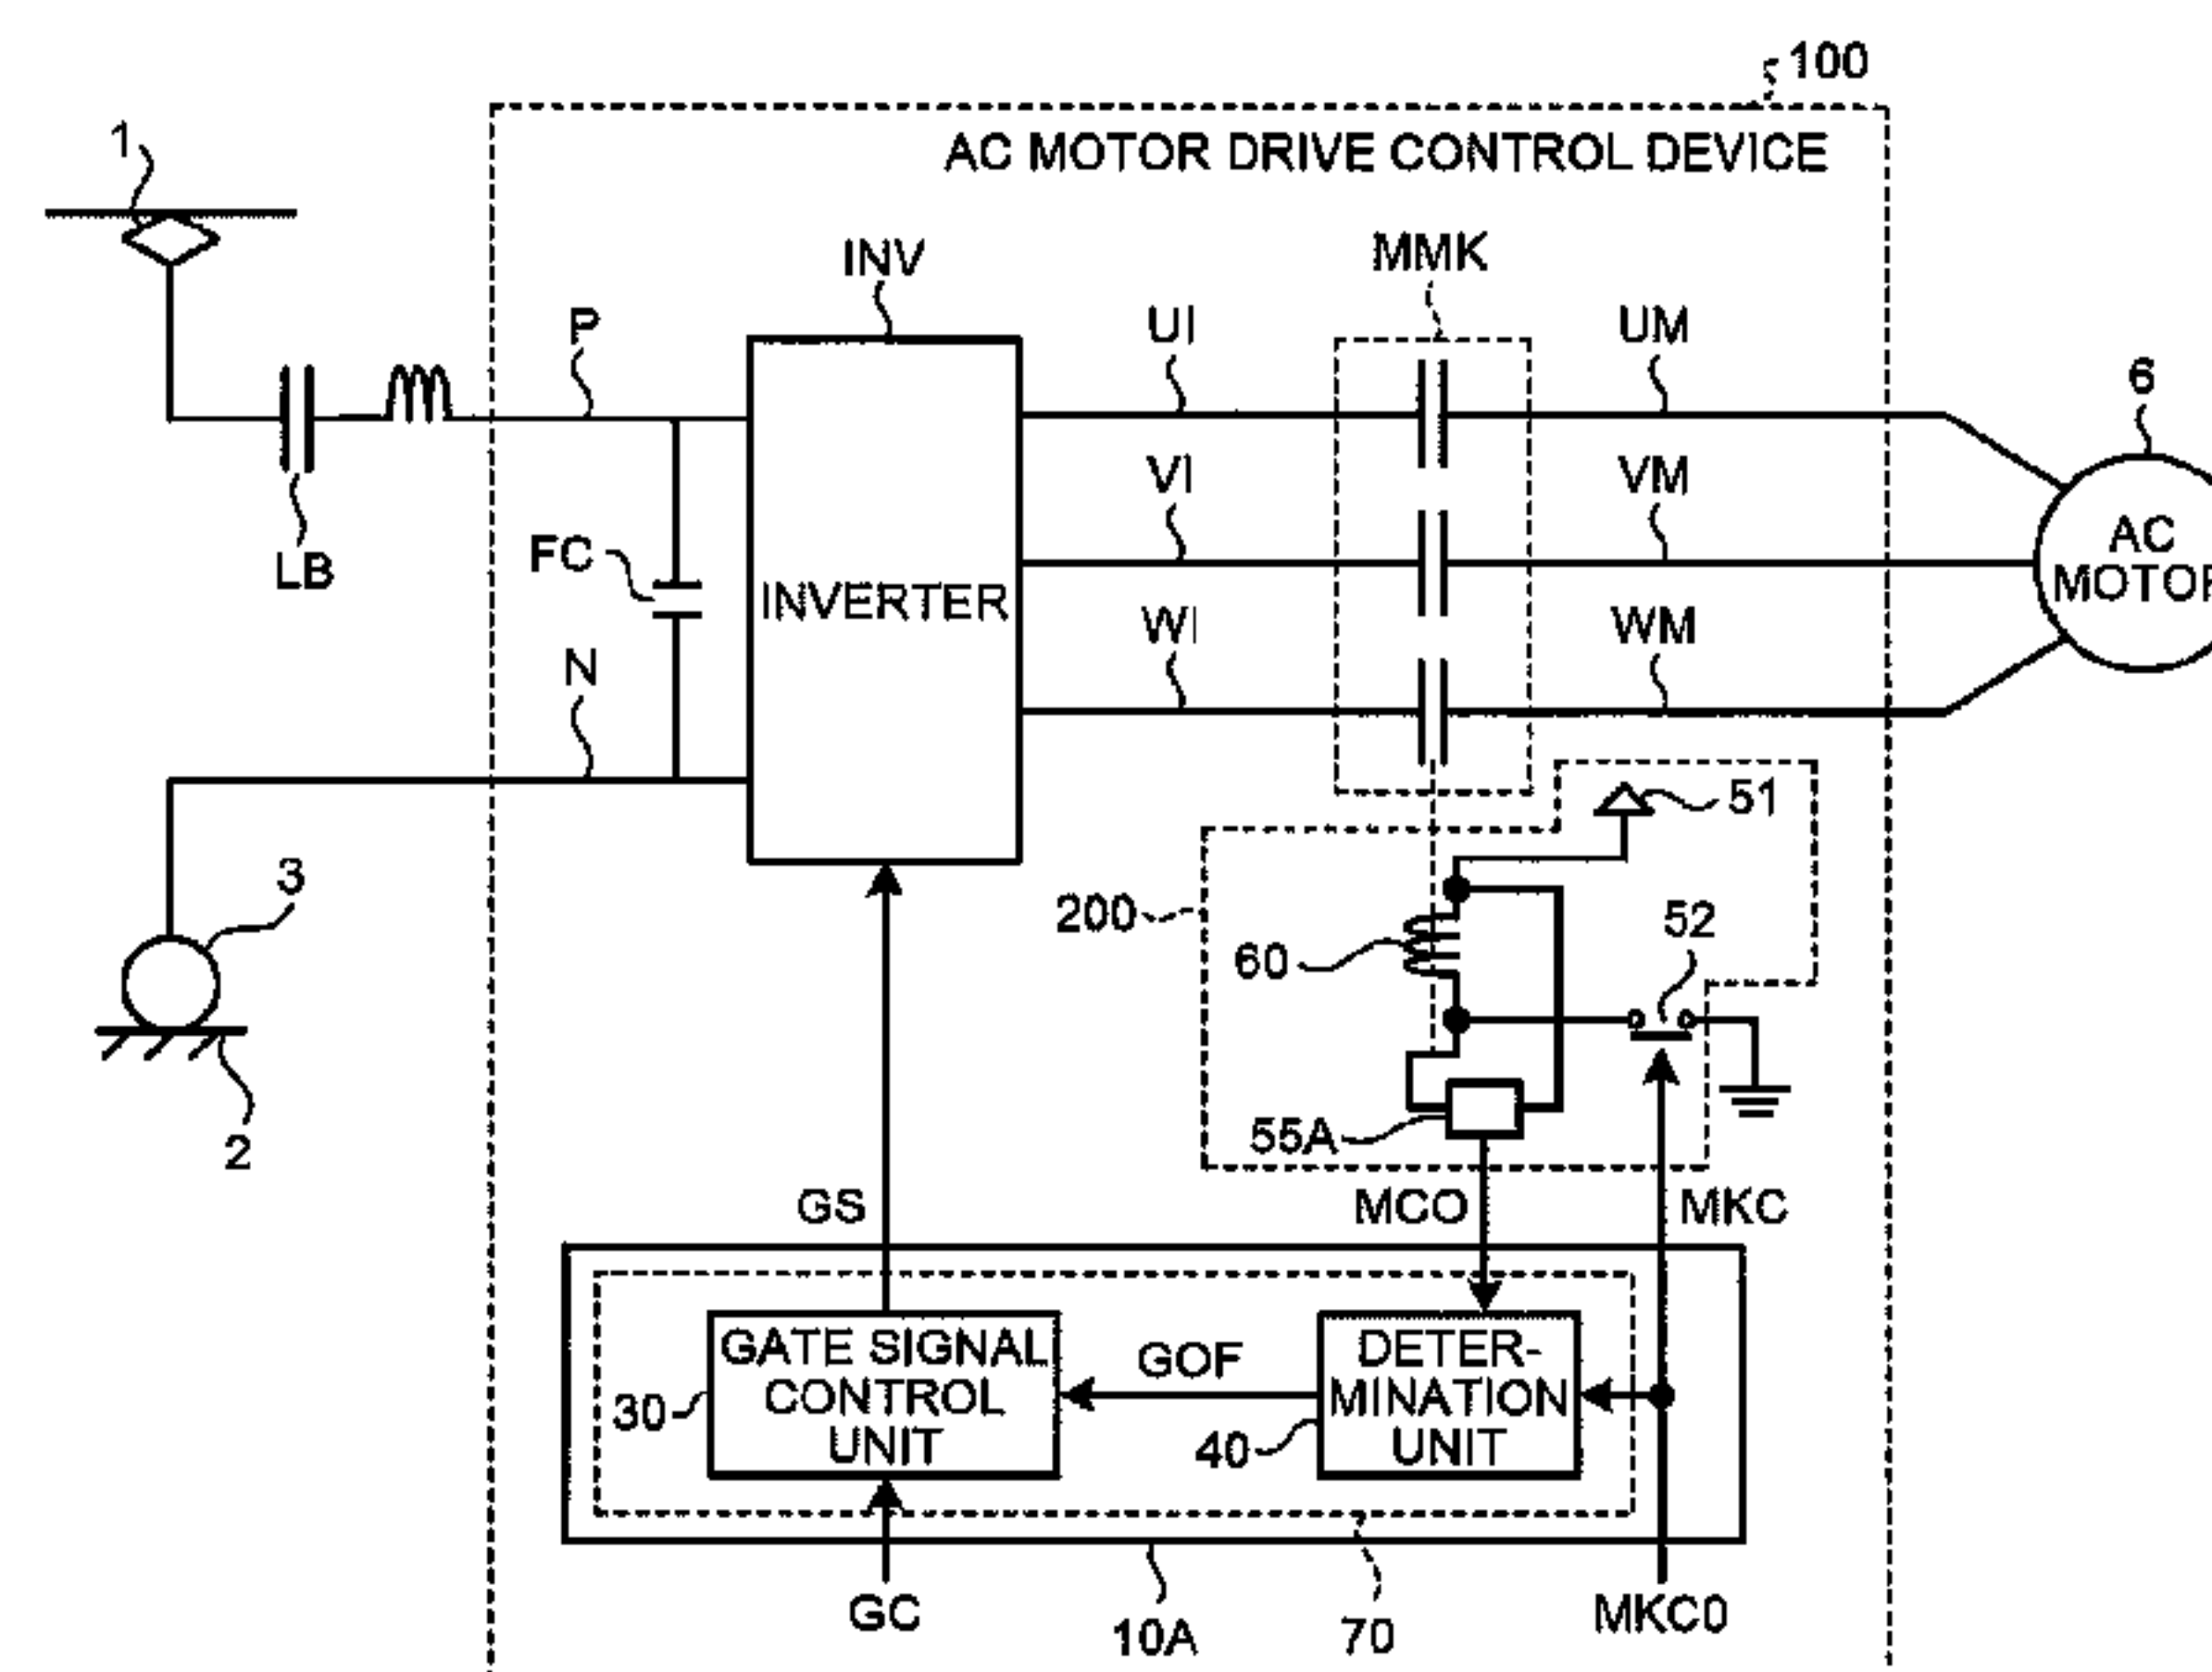 100
AC MOTOR DRIVE CONTROL DEVICE
1
INV
MMK
P
UI
UM
6
LB
FC
VI
VM
INVERTER
AC
MOTOR
N
WI
WM
51
3
200
60
52
2
55A
GS
MCO
MKC
GATE SIGNAL
CONTROL
UNIT
30
GOF
DETER-
MINATION
UNIT
40
GC
10A
70
MKC0